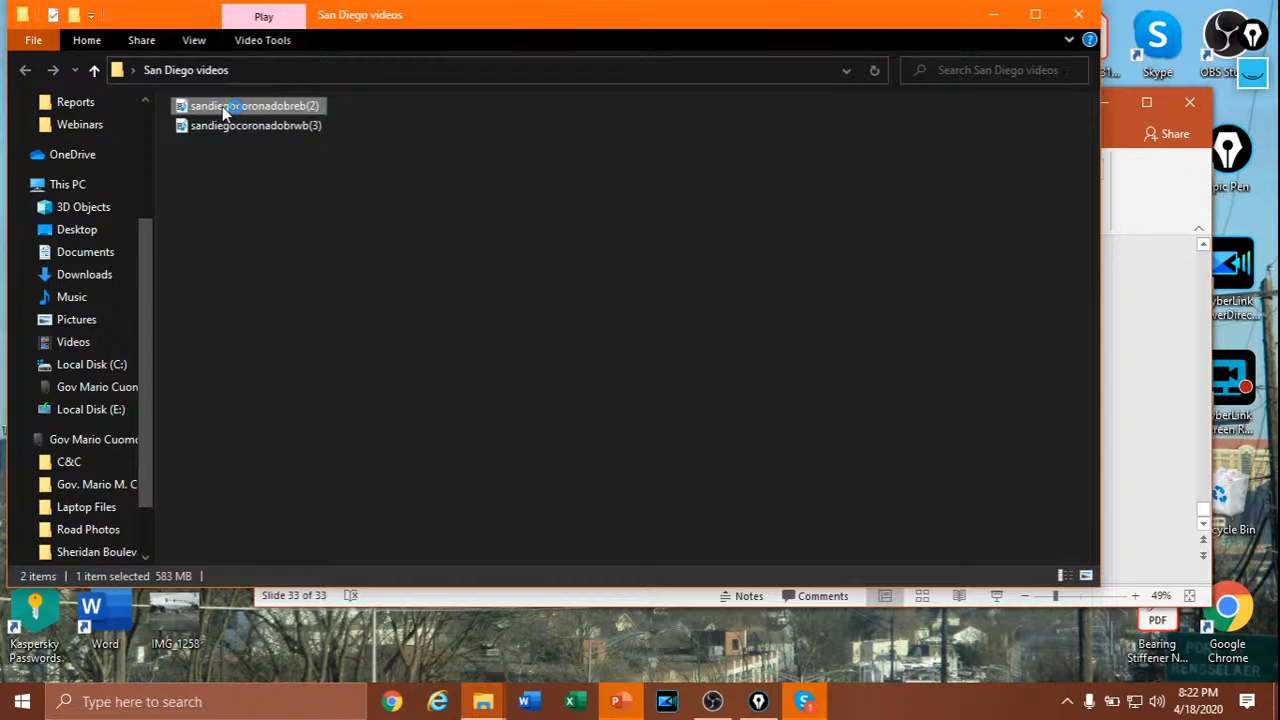 Play
San Diego videos
File
Home
Share
View
Video Tools
San Diego videos
Search San Diego videos
Reports
Webinars
OneDrive
This PC
3D Objects
Desktop
Documents
Downloads
Music
Pictures
Videos
Local Disk (C:)
Gov Mario Cuon
Local Disk (E:)
Gov Mario Cuomo
C&C
Gov. Mario M. C
Laptop Files
Road Photos
Sheridan Boulev
sandiegocoronadobreb(2)
sandiegocoronadobrwb(3)
2 items
1 item selected 583 MB
Share
Slide 33 of 33
Notes
Comments
49%
Skype
OBS Stu
Recycle Bin
Kaspersky
Passwords
Word
IMG_1258
PDF
Bearing
Stiffener N...
Google
Chrome
Type here to search
8:22 PM
4/18/2020